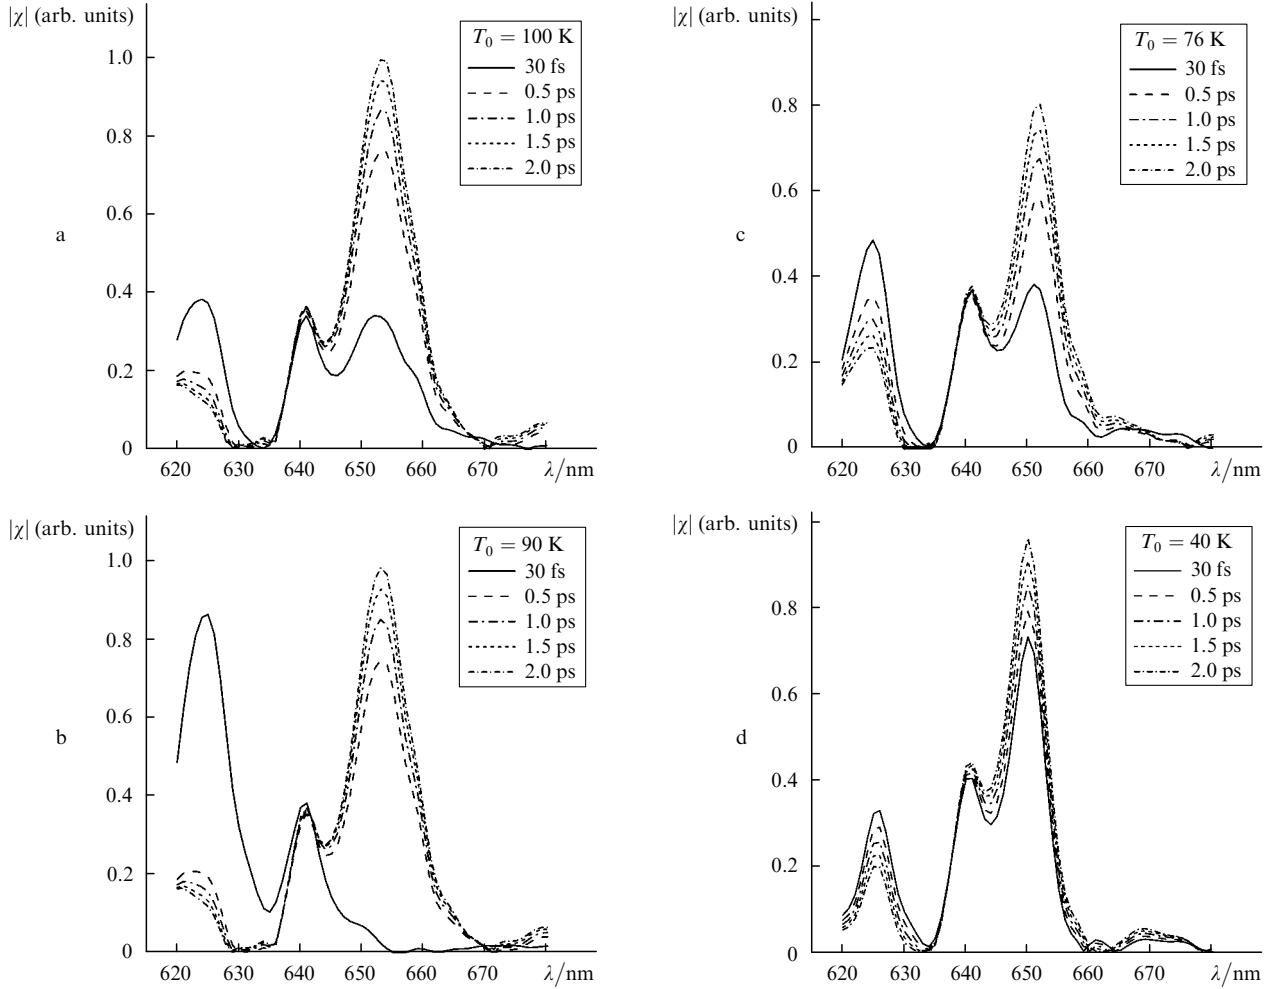 |χ| (arb. units)
1.0
0.8
0.6
0.4
0.2
0
620 630 640 650 660 670 λ/nm
T₀ = 100 K
30 fs
0.5 ps
1.0 ps
1.5 ps
2.0 ps
a
|χ| (arb. units)
0.8
0.6
0.4
0.2
0
620 630 640 650 660 670 λ/nm
T₀ = 76 K
30 fs
0.5 ps
1.0 ps
1.5 ps
2.0 ps
c
|χ| (arb. units)
1.0
0.8
0.6
0.4
0.2
0
620 630 640 650 660 670 λ/nm
T₀ = 90 K
30 fs
0.5 ps
1.0 ps
1.5 ps
2.0 ps
b
|χ| (arb. units)
0.8
0.6
0.4
0.2
0
620 630 640 650 660 670 λ/nm
T₀ = 40 K
30 fs
0.5 ps
1.0 ps
1.5 ps
2.0 ps
d